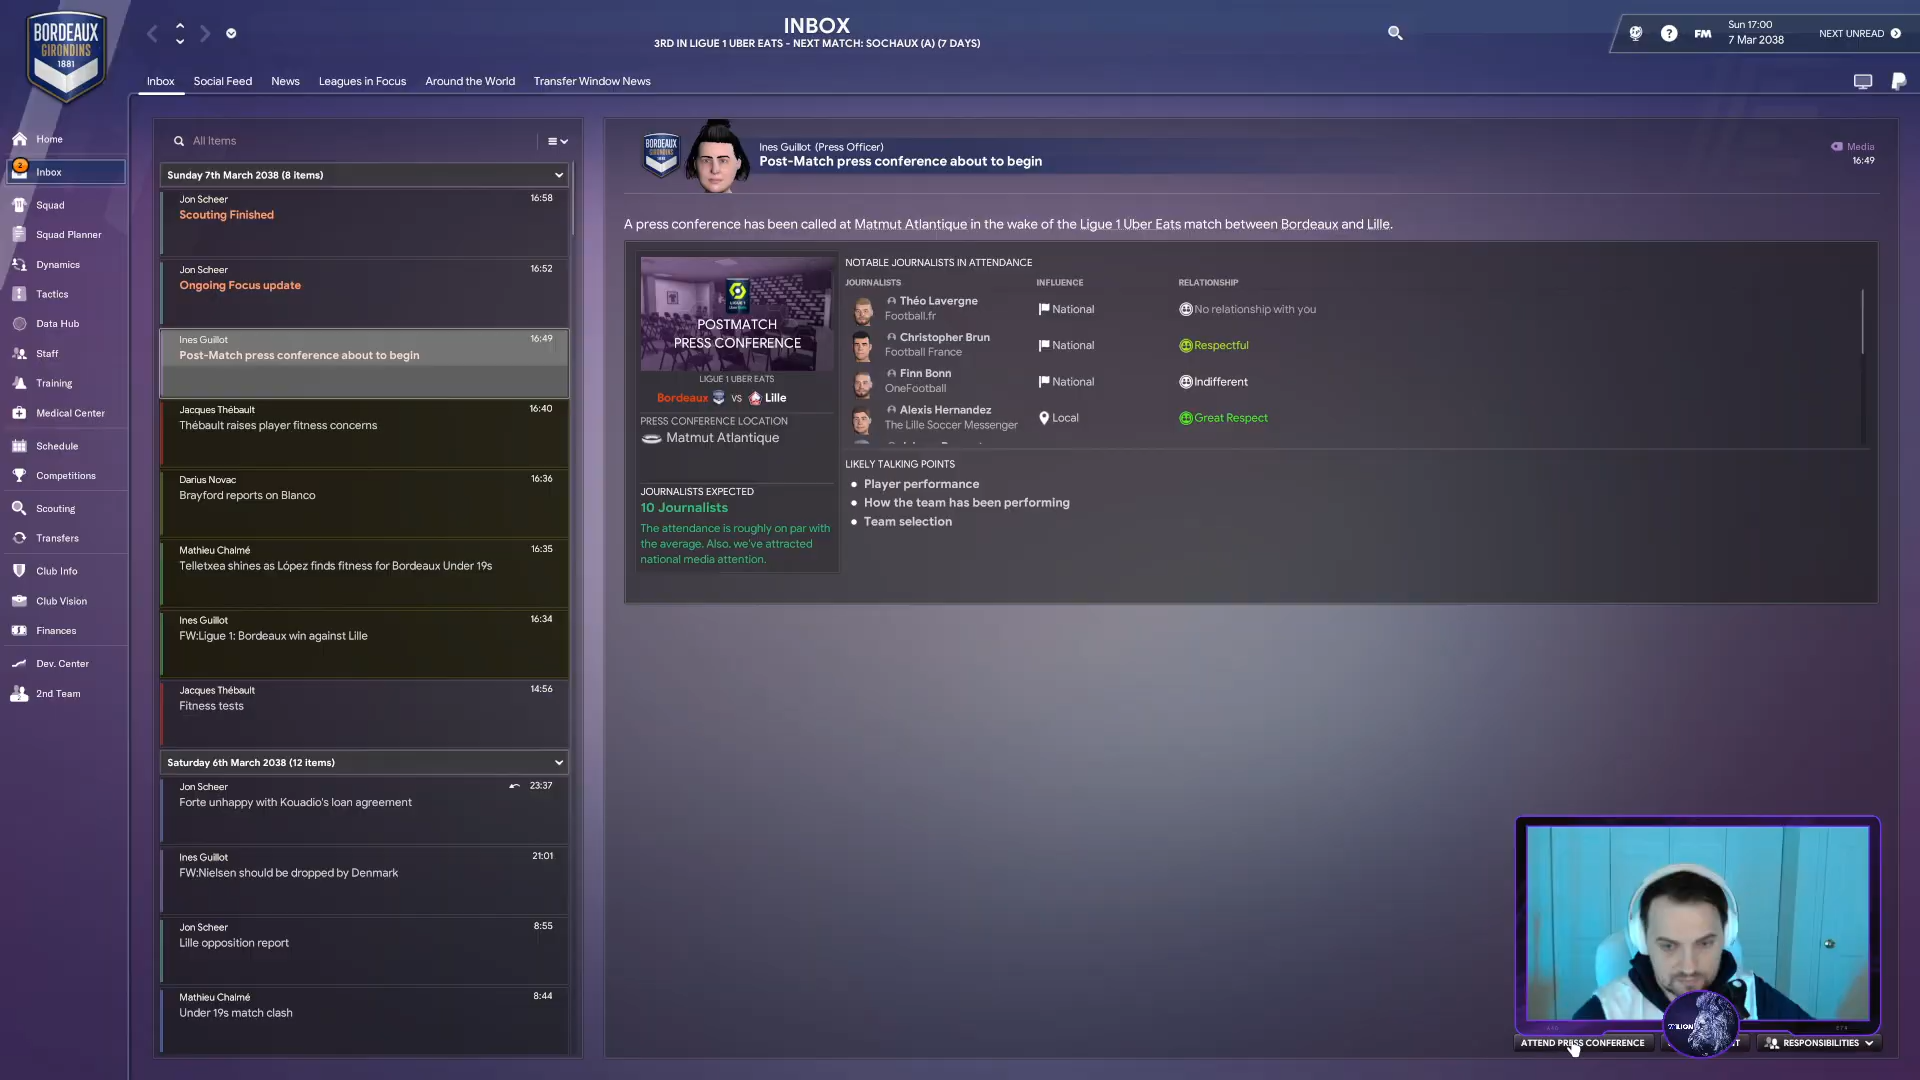 BORDEAUX
GIRONDINS
1881
INBOX
3RD IN LIGUE 1 UBER EATS - NEXT MATCH: SOCHAUX (A) (7 DAYS)
FM
Sun 17:00
7 Mar 2038
NEXT UNREAD
Inbox
Social Feed
News
Leagues in Focus
Around the World
Transfer Window News
Home
2
Inbox
Squad
Squad Planner
Dynamics
Tactics
Data Hub
Staff
Training
Medical Center
Schedule
Competitions
Scouting
Transfers
Club Info
Club Vision
Finances
Dev. Center
2nd Team
All Items
Sunday 7th March 2038 (8 items)
Jon Scheer 16:58
Scouting Finished
Jon Scheer 16:52
Ongoing Focus update
Ines Guillot 16:49
Post-Match press conference about to begin
Jacques Thébault 16:40
Thébault raises player fitness concerns
Darius Novac 16:36
Brayford reports on Blanco
Mathieu Chalmé 16:35
Telletxea shines as López finds fitness for Bordeaux Under 19s
Ines Guillot 16:34
FW:Ligue 1: Bordeaux win against Lille
Jacques Thébault 14:56
Fitness tests
Saturday 6th March 2038 (12 items)
Jon Scheer 23:37
Forte unhappy with Kouadio's loan agreement
Ines Guillot 21:01
FW:Nielsen should be dropped by Denmark
Jon Scheer 8:55
Lille opposition report
Mathieu Chalmé 8:44
Under 19s match clash
BORDEAUX
Ines Guillot (Press Officer)
Post-Match press conference about to begin
Media
16:49
A press conference has been called at Matmut Atlantique in the wake of the Ligue 1 Uber Eats match between Bordeaux and Lille.
POSTMATCH
PRESS CONFERENCE
LIGUE 1 UBER EATS
Bordeaux VS Lille
PRESS CONFERENCE LOCATION
Matmut Atlantique
JOURNALISTS EXPECTED
10 Journalists
The attendance is roughly on par with
the average. Also, we've attracted
national media attention.
NOTABLE JOURNALISTS IN ATTENDANCE
JOURNALISTS INFLUENCE RELATIONSHIP
Théo Lavergne
Football.fr
National
No relationship with you
Christopher Brun
Football France
National
Respectful
Finn Bonn
OneFootball
National
Indifferent
Alexis Hernandez
The Lille Soccer Messenger
Local
Great Respect
LIKELY TALKING POINTS
• Player performance
• How the team has been performing
• Team selection
ATTEND PRESS CONFERENCE
RESPONSIBILITIES